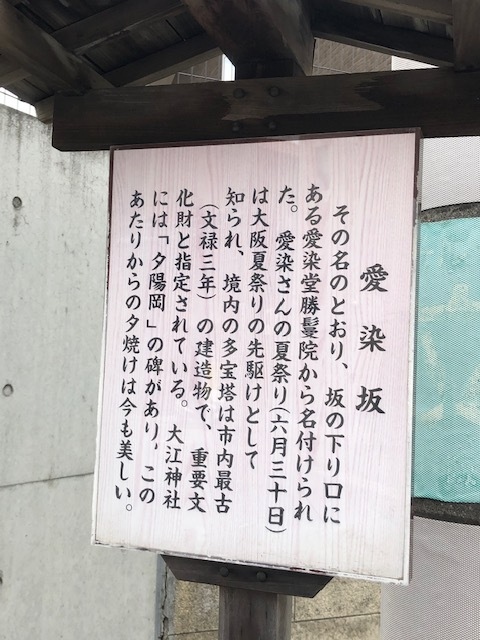 愛染坂
その名のとおり、坂の下り口に
ある愛染堂勝鬘院から名付けられ
た。愛染さんの夏祭り(六月三十日)
は大阪夏祭りの先駆けとして
知られ、境内の多宝塔は市内最古
(文禄三年)の建造物で、重要文
化財と指定されている。大江神社
には「夕陽岡」の碑があり、この
あたりからの夕焼けは今も美しい。